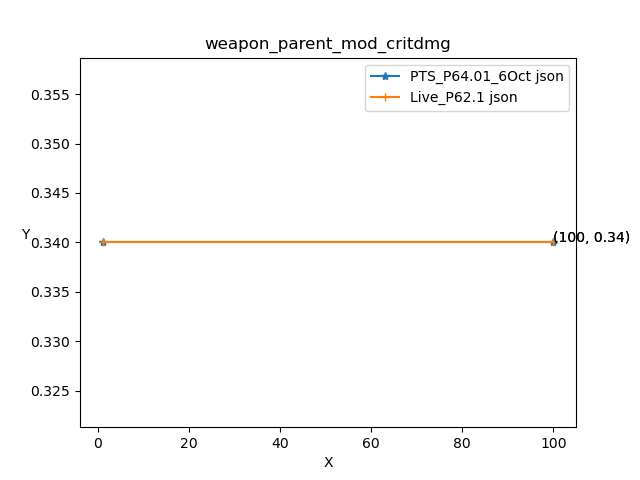 weapon_parent_mod_critdmg
PTS_P64.01_6Oct json
Live_P62.1 json
0.355
0.350
0.345
Y
0.340
(100, 0.34)
0.335
0.330
0.325
0
20
40
60
80
100
X